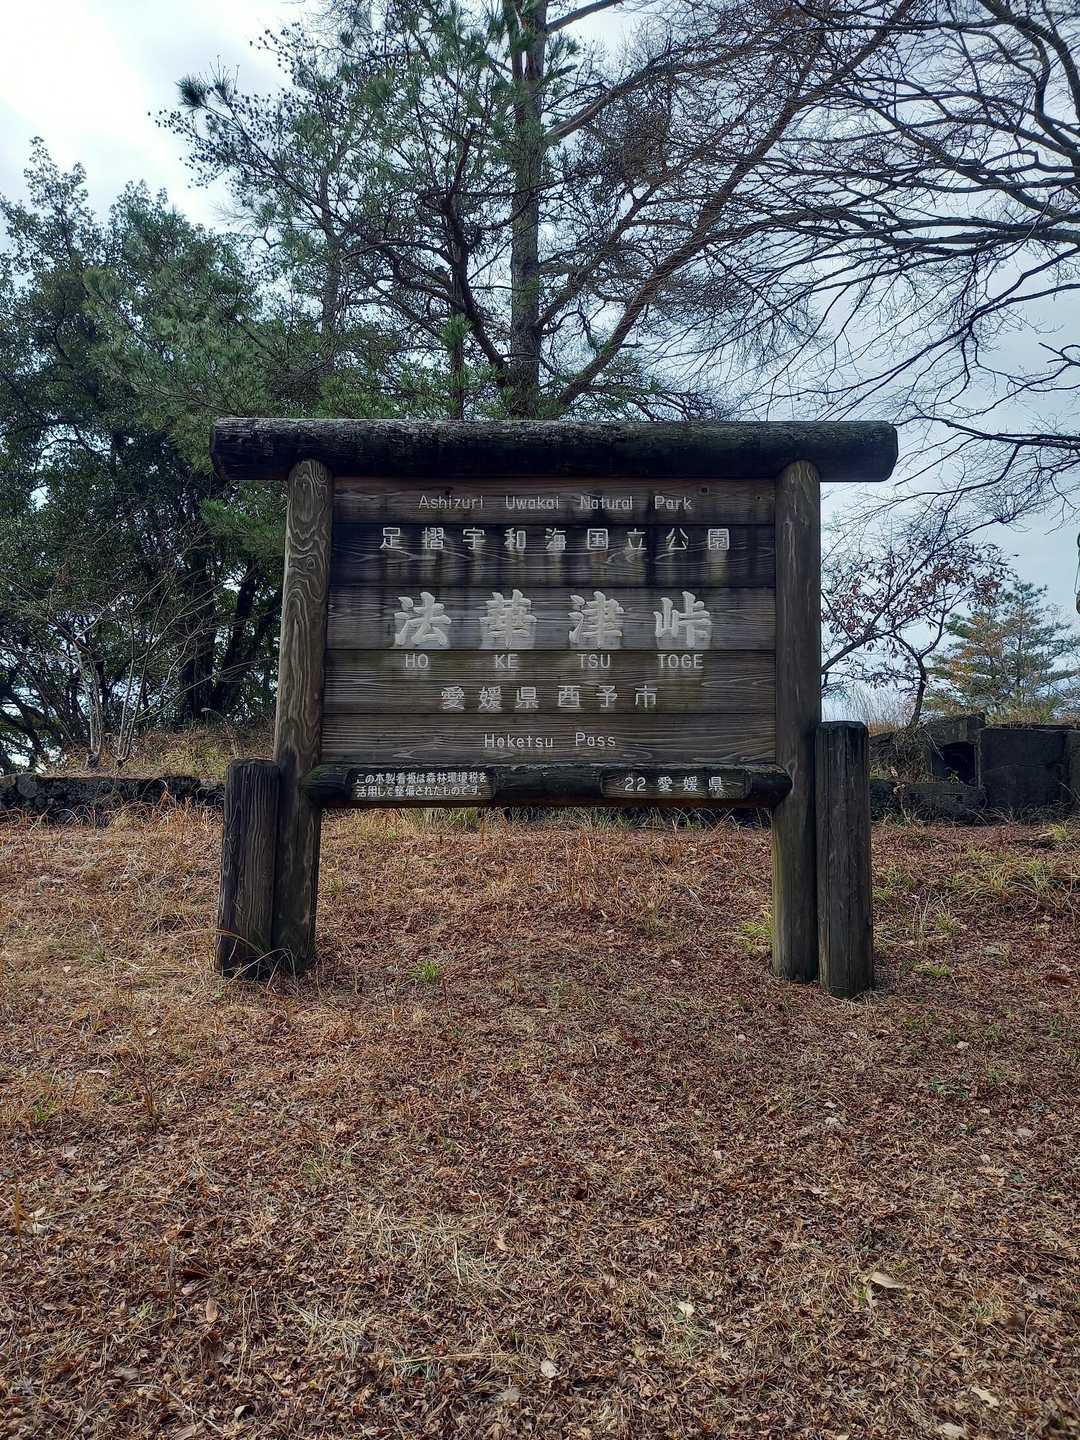 Ashizuri Uwakai Natural Park
足摺宇和海国立公園
法華津峠
HO KE TSU TOGE
愛媛県西予市
Hoketsu Pass
この木製看板は森林環境税を
活用して整備されたものです。
22 愛媛県